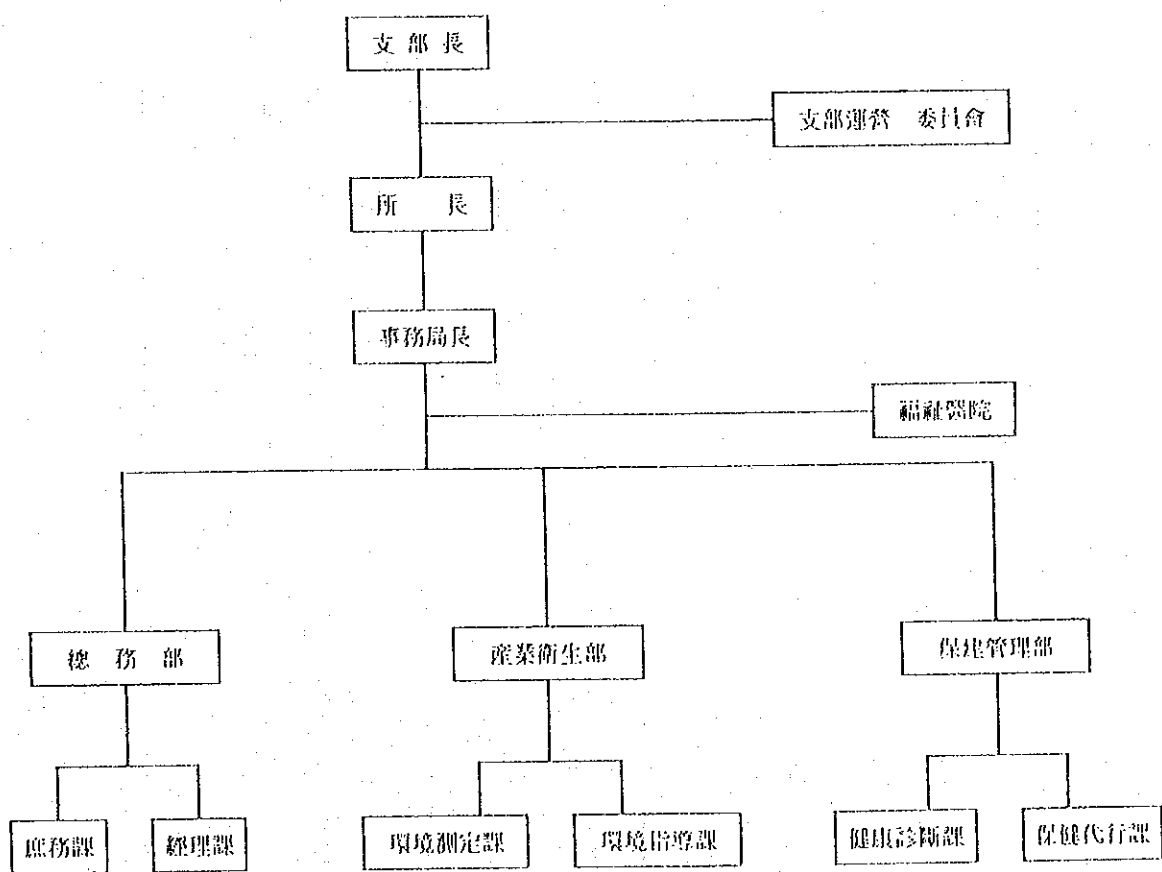 支部長
支部運營 委員會
所 長
事務局長
福祉醫院
總務部
産業衛生部
保健管理部
庶務課
經理課
環境測定課
環境指導課
健康診斷課
保健代行課